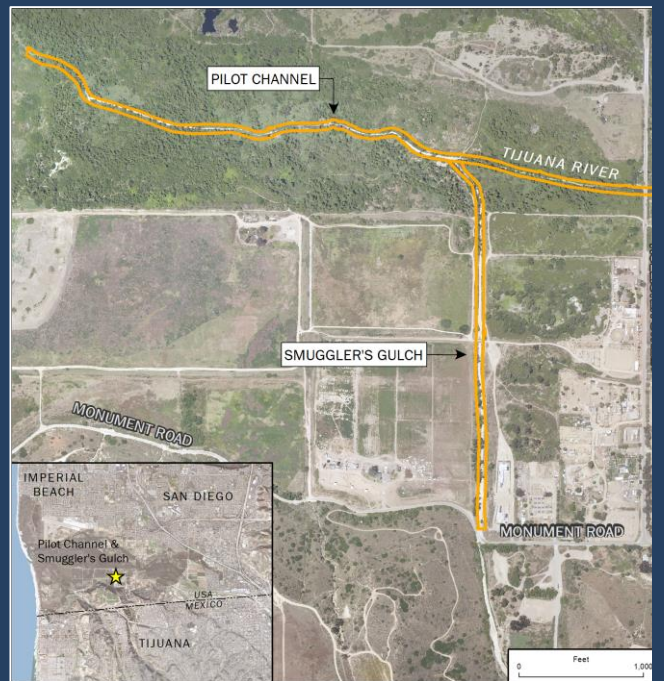 PILOT CHANNEL
TIJUANA RIVER
SMUGGLER'S GULCH
MONUMENT ROAD
MONUMENT ROAD
IMPERIAL
BEACH
SAN DIEGO
Pilot Channel &
Smuggler's Gulch
USA
MEXICO
TIJUANA
Feet
0 1,000